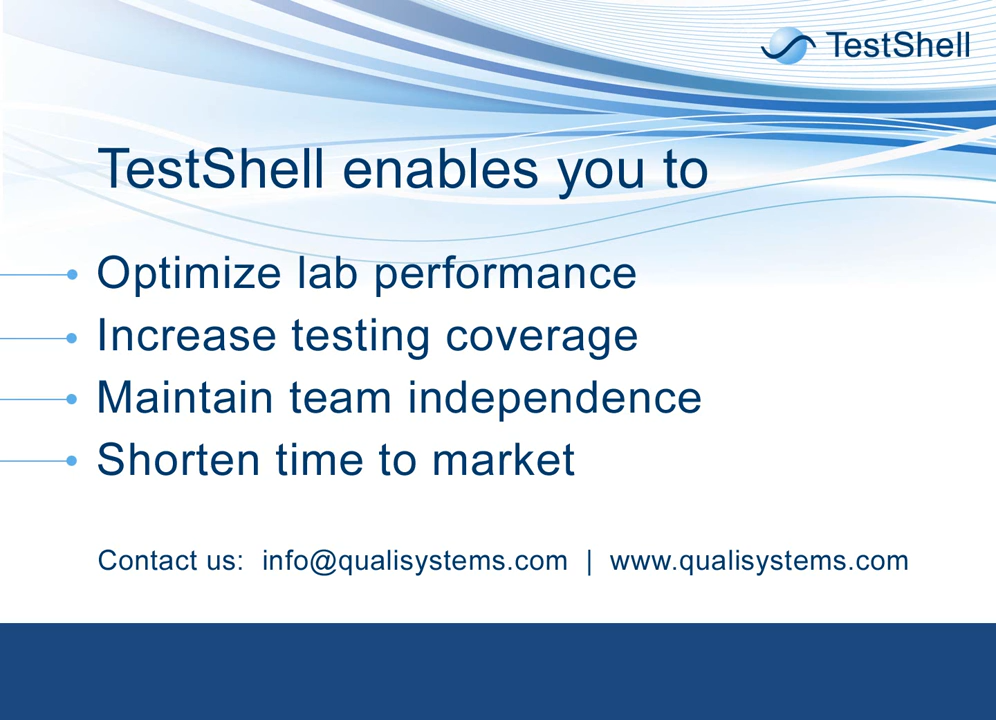 TestShell
TestShell enables you to
Optimize lab performance
Increase testing coverage
Maintain team independence
Shorten time to market
Contact us: info@qualisystems.com | www.qualisystems.com